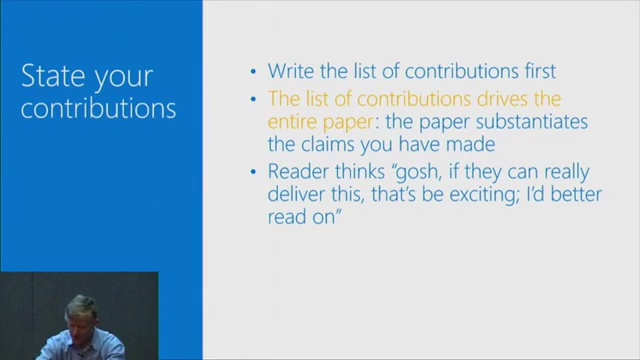 State your
contributions
• Write the list of contributions first
• The list of contributions drives the
entire paper: the paper substantiates
the claims you have made
• Reader thinks “gosh, if they can really
deliver this, that’s be exciting; I’d better
read on”